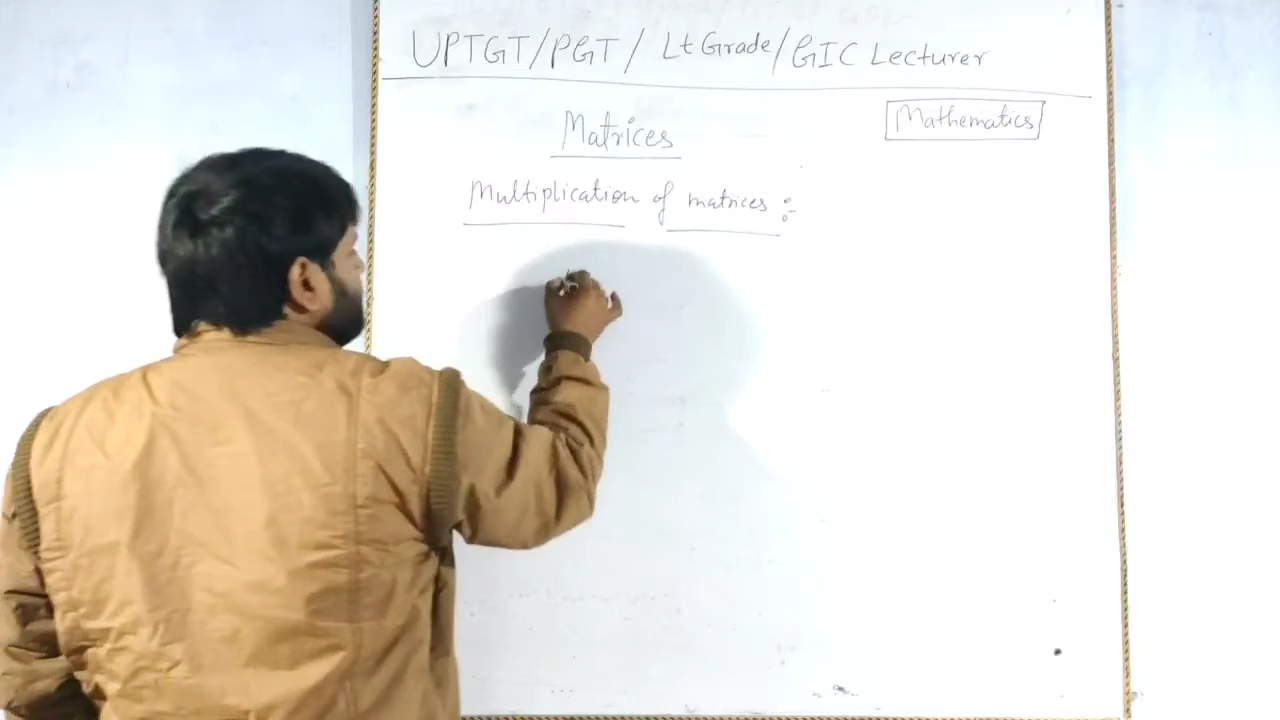 UPTGT/PGT/ Lt Grade/GIC Lecturer
Mathematics
Matrices
Multiplication of matrices :-